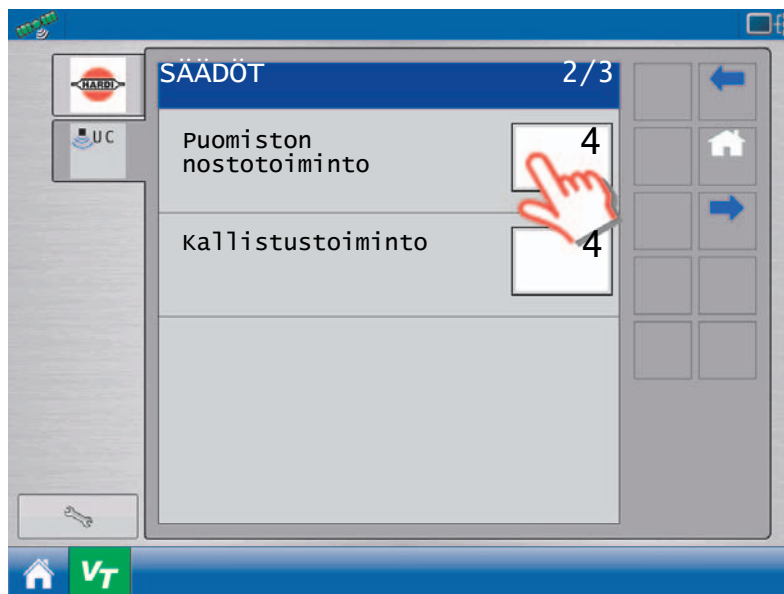 SÄÄDÖT 2/3
HARDI
UC
Puomiston
nostotoiminto
4
Kallistustoiminto
4
VT